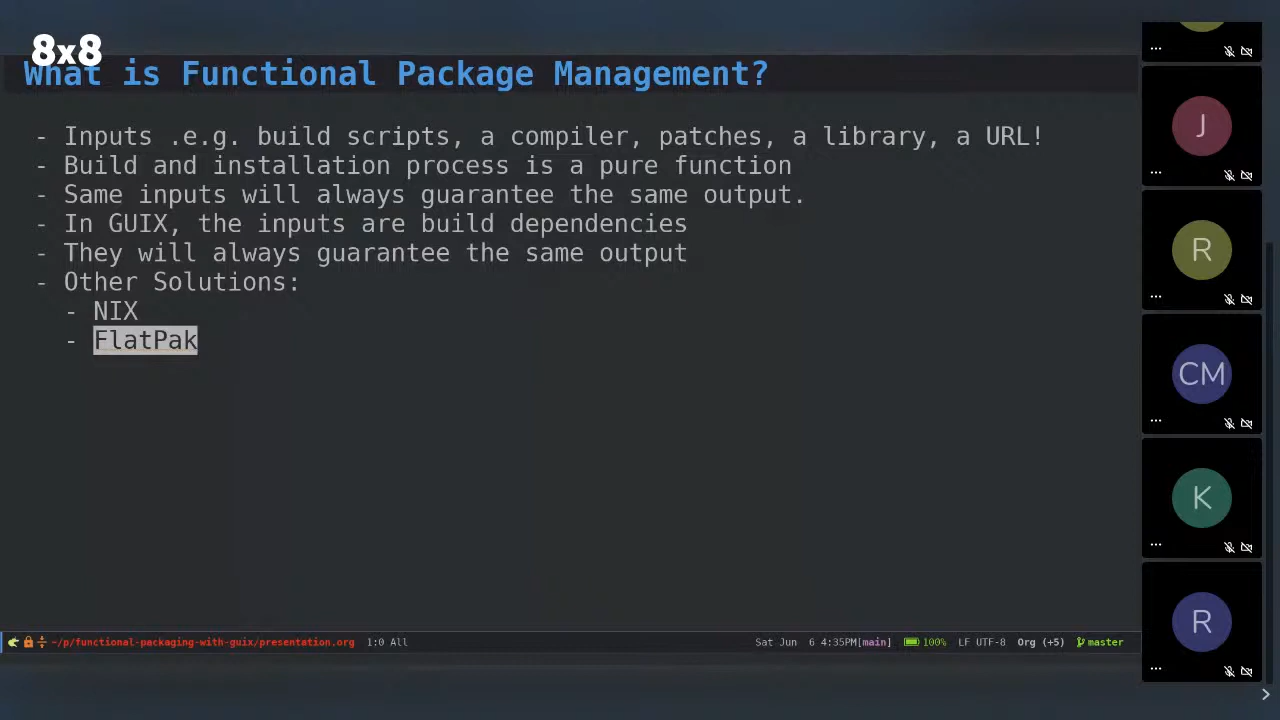 8x8
What is Functional Package Management?
- Inputs .e.g. build scripts, a compiler, patches, a library, a URL!
- Build and installation process is a pure function
- Same inputs will always guarantee the same output.
- In GUIX, the inputs are build dependencies
- They will always guarantee the same output
- Other Solutions:
- NIX
- FlatPak
~/p/functional-packaging-with-guix/presentation.org 1:0 All
Sat Jun 6 4:35PM[main] 100% LF UTF-8 Org (+5) master
J
R
CM
K
R